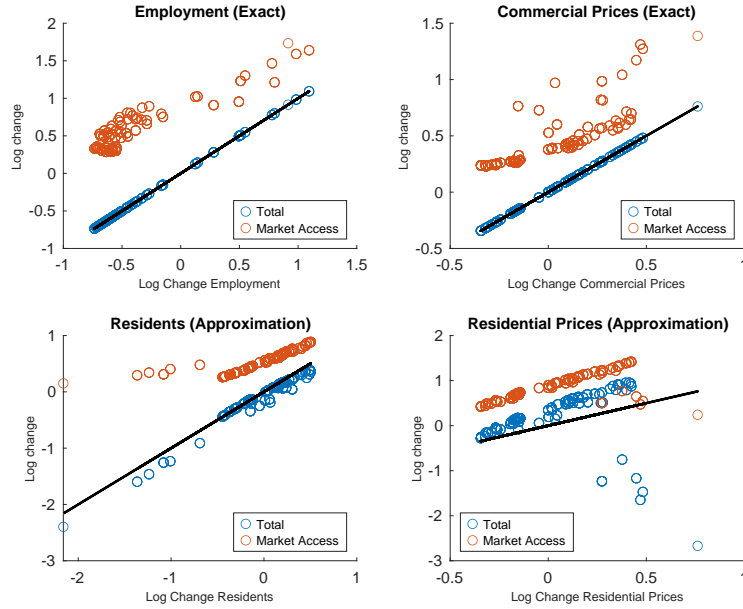 Employment (Exact)
Log change
2
1.5
1
0.5
0
-0.5
-1
-1
-0.5
0
0.5
1
1.5
Log Change Employment
Total
Market Access
Commercial Prices (Exact)
Log change
1.5
1
0.5
0
-0.5
-0.5
0
0.5
1
Log Change Commercial Prices
Total
Market Access
Residents (Approximation)
Log change
1
0
-1
-2
-3
-2
-1
0
1
Log Change Residents
Total
Market Access
Residential Prices (Approximation)
Log change
2
1
0
-1
-2
-3
-0.5
0
0.5
1
Log Change Residential Prices
Total
Market Access